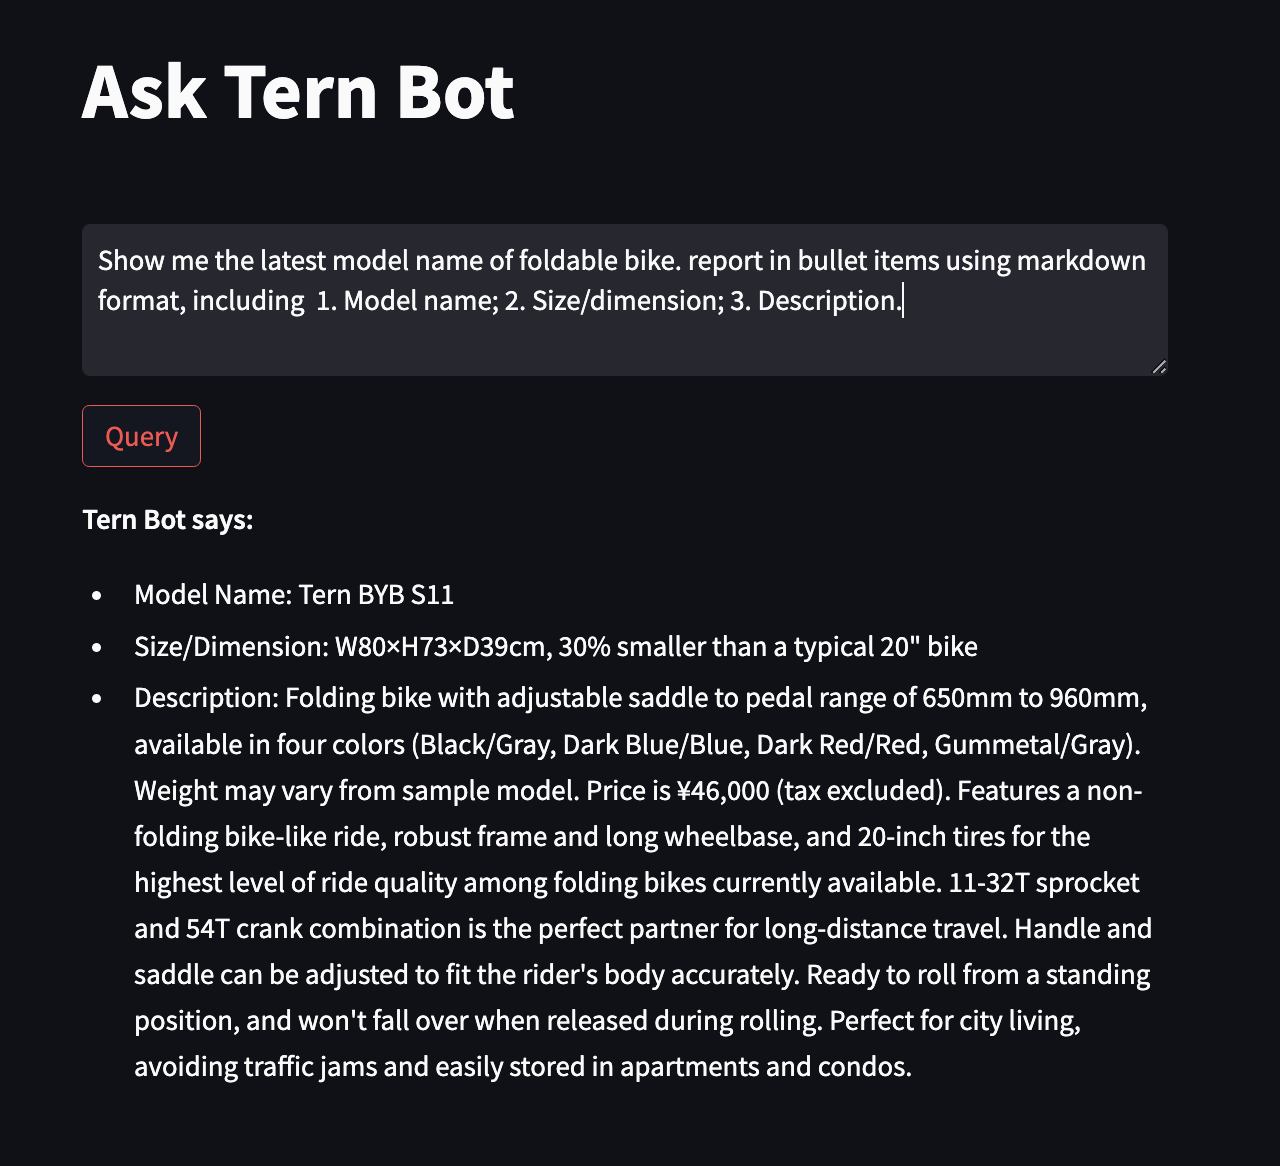 Ask Tern Bot
Show me the latest model name of foldable bike. report in bullet items using markdown
format, including  1. Model name; 2. Size/dimension; 3. Description.
Query
Tern Bot says:
• Model Name: Tern BYB S11
• Size/Dimension: W80×H73×D39cm, 30% smaller than a typical 20" bike
• Description: Folding bike with adjustable saddle to pedal range of 650mm to 960mm,
available in four colors (Black/Gray, Dark Blue/Blue, Dark Red/Red, Gummetal/Gray).
Weight may vary from sample model. Price is ¥46,000 (tax excluded). Features a non-
folding bike-like ride, robust frame and long wheelbase, and 20-inch tires for the
highest level of ride quality among folding bikes currently available. 11-32T sprocket
and 54T crank combination is the perfect partner for long-distance travel. Handle and
saddle can be adjusted to fit the rider's body accurately. Ready to roll from a standing
position, and won't fall over when released during rolling. Perfect for city living,
avoiding traffic jams and easily stored in apartments and condos.